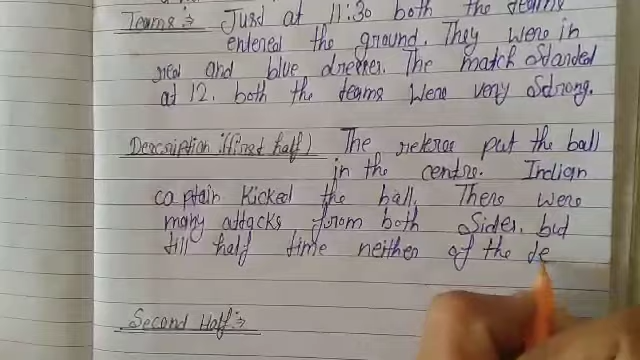 Teams :→ Just at 11:30 both the teams
entered the ground. They were in
red and blue dresses. The match Started
at 12. both the teams were very Strong.
Description (first half) The referee put the ball
in the centre. Indian
captain Kicked the ball. There were
many attacks from both Sides. but
till half time neither of the te
Second Half :→